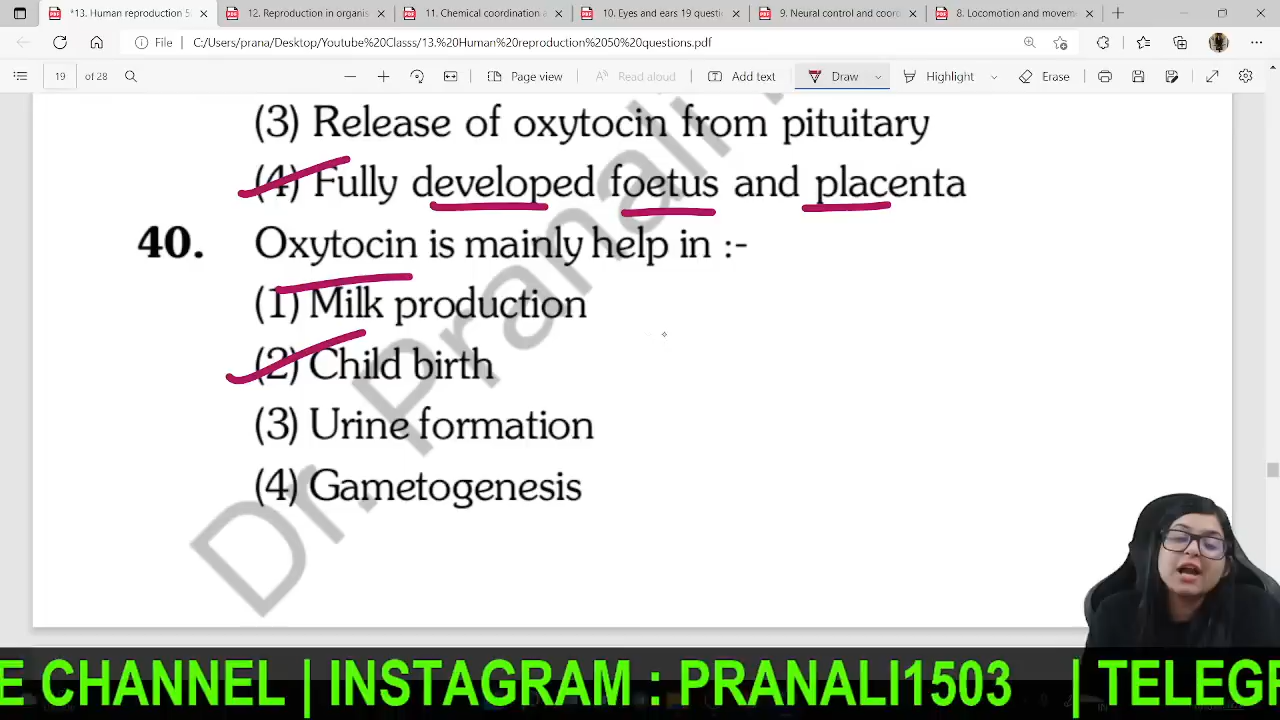 *13. Human reproduction 5
12. Reproduction in organis
11. Chemical coordination a
10. Eyes and ears 19 questi
9. Neural control and coord
8. Locomotion and movem
File
C:/Users/prana/Desktop/Youtube%20Classs/13.%20Human%20reproduction%2050%20questions.pdf
19 of 28
Page view
Read aloud
Add text
Draw
Highlight
Erase
(3) Release of oxytocin from pituitary
(4) Fully developed foetus and placenta
40. Oxytocin is mainly help in :-
(1) Milk production
(2) Child birth
(3) Urine formation
(4) Gametogenesis
Dr. Pranali
E CHANNEL | INSTAGRAM : PRANALI1503 | TELEG